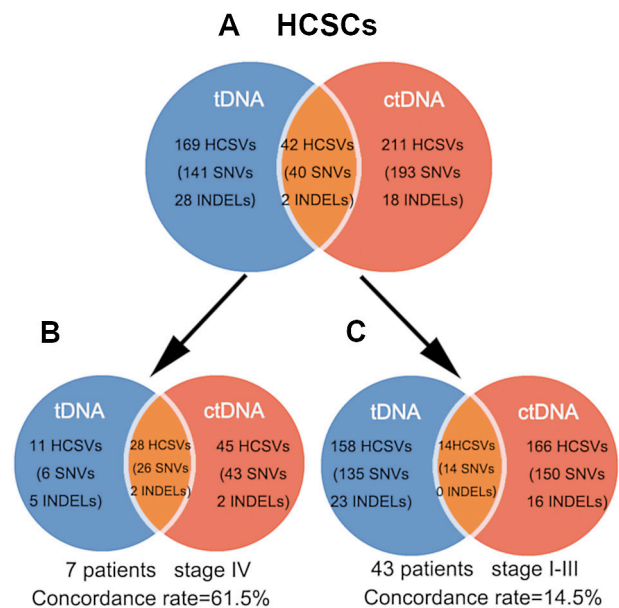 A HCSCs
tDNA
ctDNA
169 HCSVs
(141 SNVs
28 INDELs)
42 HCSVs
(40 SNVs
2 INDELs)
211 HCSVs
(193 SNVs
18 INDELs)
B
tDNA
ctDNA
11 HCSVs
(6 SNVs
5 INDELs)
28 HCSVs
(26 SNVs
2 INDELs)
45 HCSVs
(43 SNVs
2 INDELs)
7 patients stage IV
Concordance rate=61.5%
C
tDNA
ctDNA
158 HCSVs
(135 SNVs
23 INDELs)
14HCSVs
(14 SNVs
0 INDELs)
166 HCSVs
(150 SNVs
16 INDELs)
43 patients stage I-III
Concordance rate=14.5%